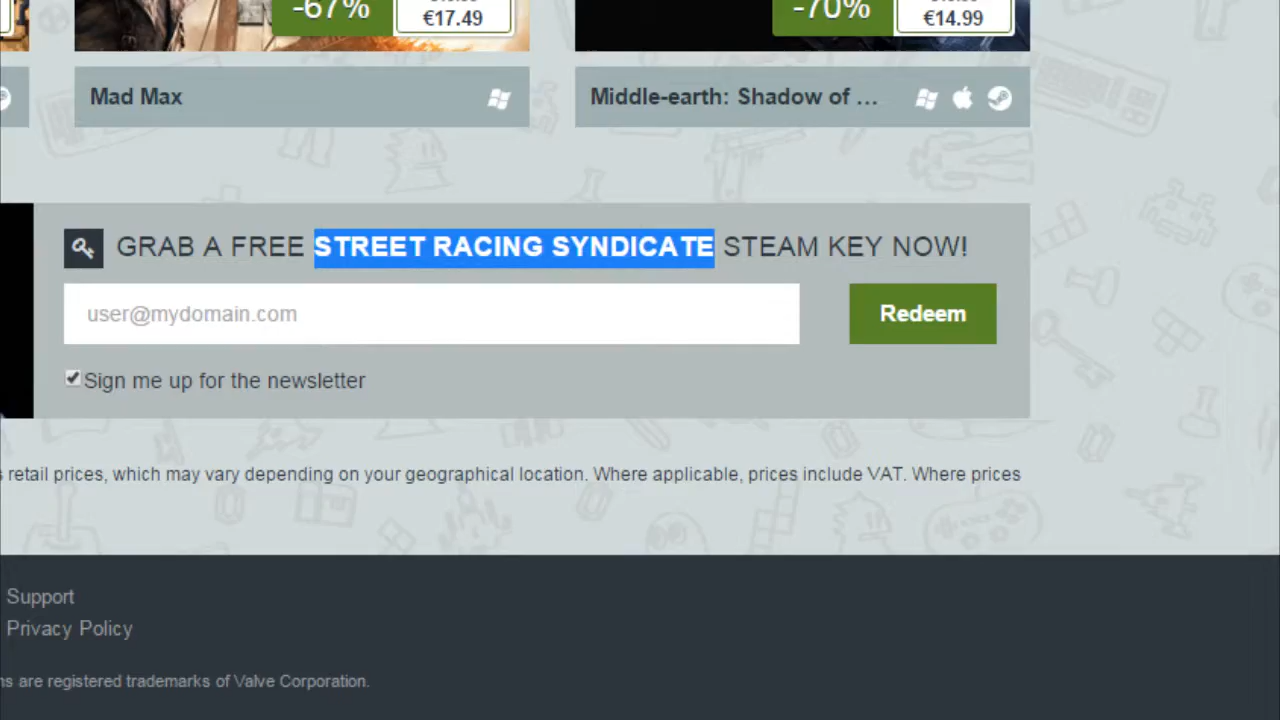 -67%
€17.49
-70%
€14.99
Mad Max
Middle-earth: Shadow of ...
GRAB A FREE STREET RACING SYNDICATE STEAM KEY NOW!
user@mydomain.com
Redeem
Sign me up for the newsletter
retail prices, which may vary depending on your geographical location. Where applicable, prices include VAT. Where prices
Support
Privacy Policy
are registered trademarks of Valve Corporation.